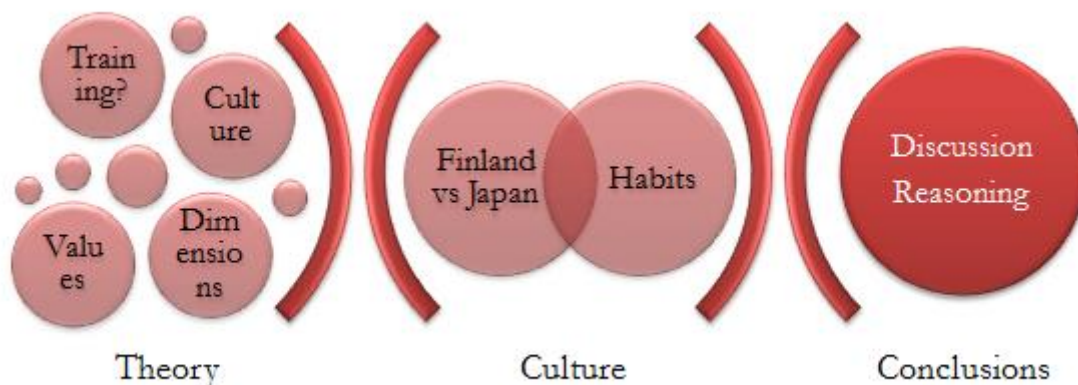 Train
ing?
Cult
ure
Valu
es
Dim
ensio
ns
Theory
Finland
vs Japan
Habits
Culture
Discussion
Reasoning
Conclusions